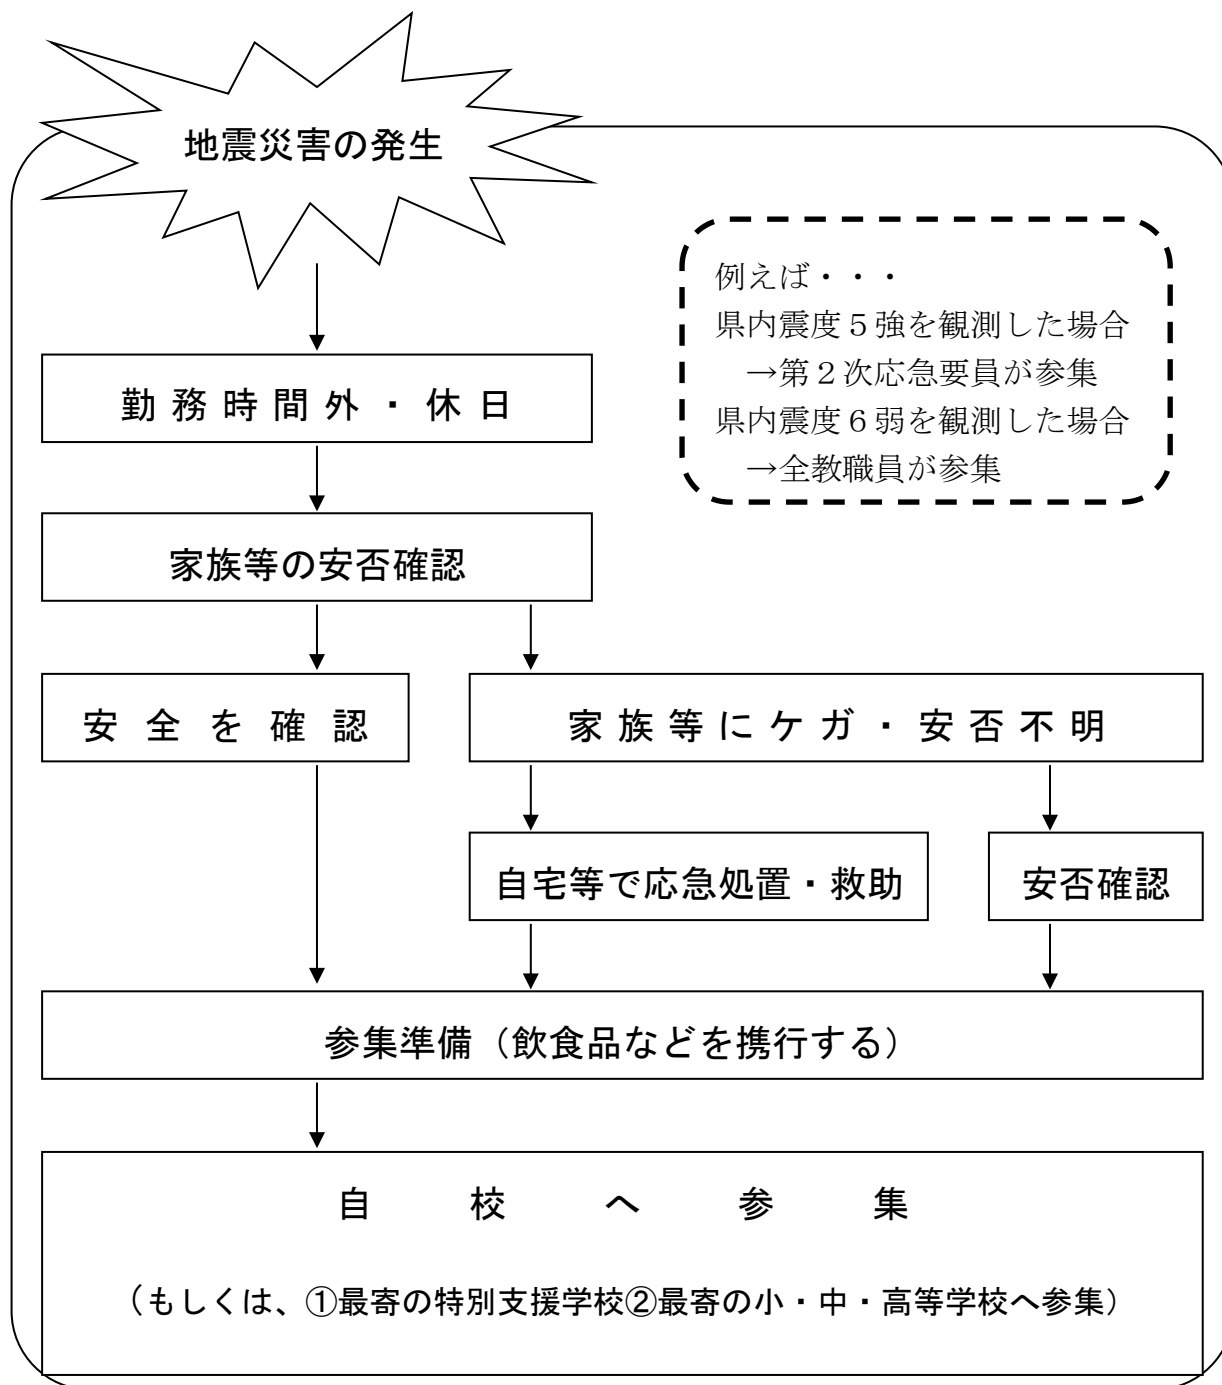 地震災害の発生
例えば・・・
県内震度５強を観測した場合
→第２次応急要員が参集
県内震度６弱を観測した場合
→全教職員が参集
勤務時間外・休日
家族等の安否確認
安全を確認
家族等にケガ・安否不明
自宅等で応急処置・救助
安否確認
参集準備（飲食品などを携行する）
自校へ参集
（もしくは、①最寄の特別支援学校②最寄の小・中・高等学校へ参集）